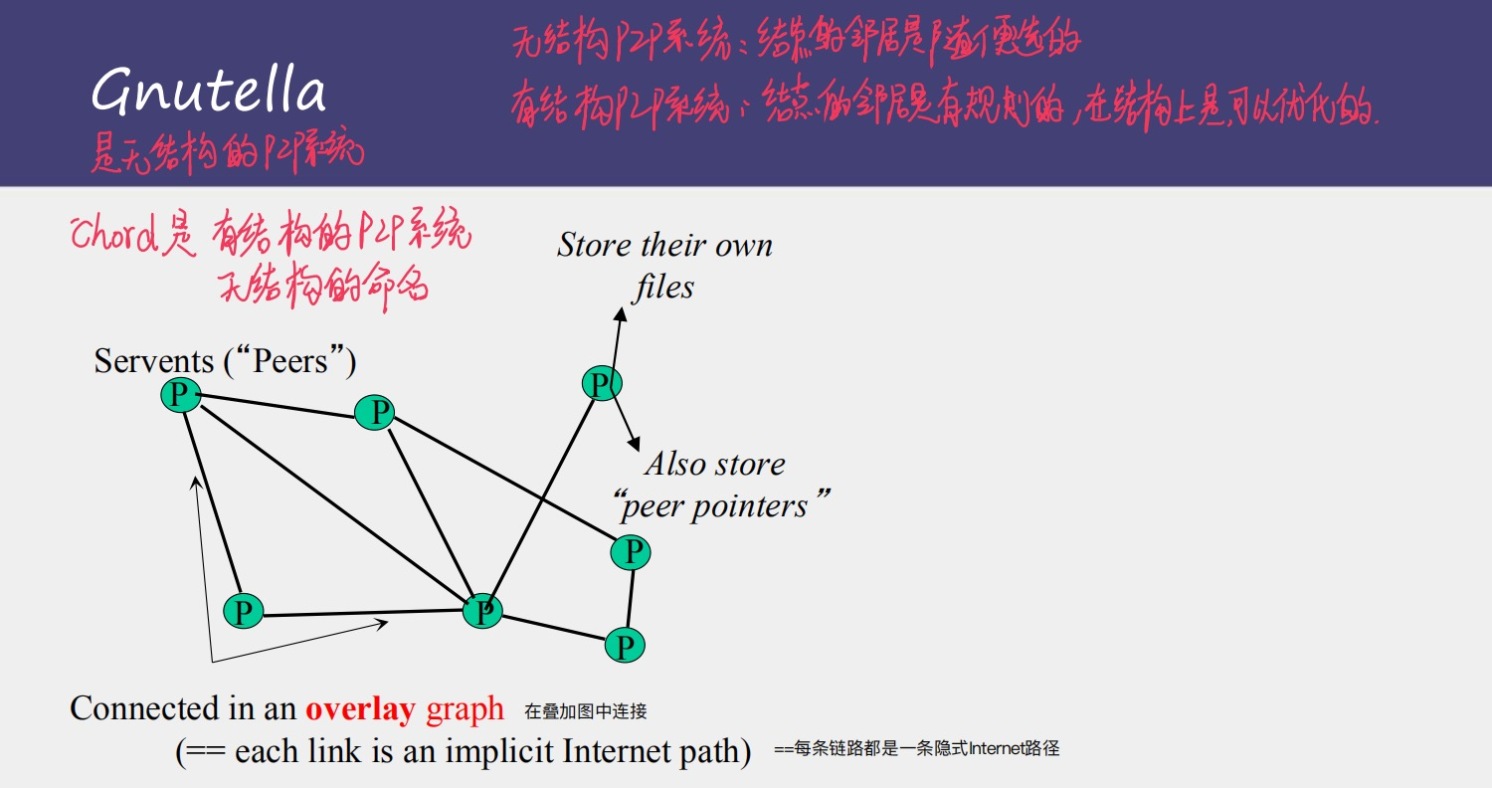 Gnutella
是无结构的P2P系统
无结构P2P系统：结点的邻居是随便选的
有结构P2P系统：结点的邻居是有规则的，在结构上是可以优化的.
Chord是 有结构的P2P系统
无结构的命名
Store their own
files
Servents (“Peers”)
P
P
P
Also store
“peer pointers”
P
P
P
P
Connected in an overlay graph 在叠加图中连接
(== each link is an implicit Internet path) ==每条链路都是一条隐式Internet路径